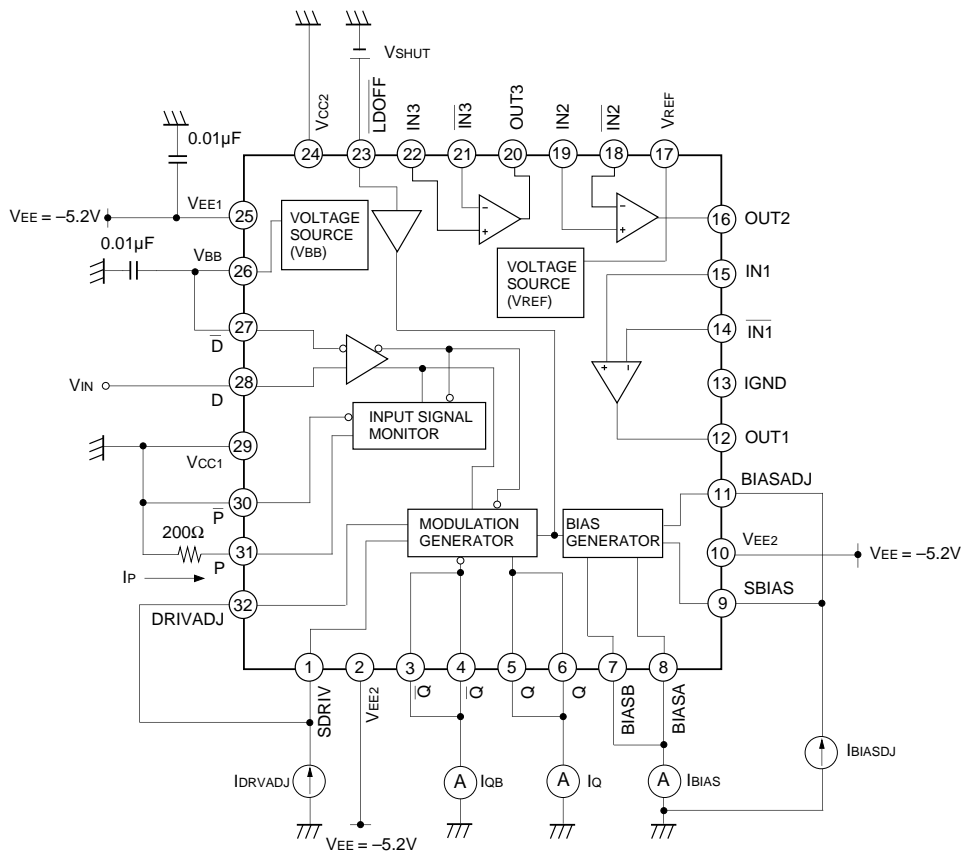 VSHUT
VCC2
LDOFF
IN3
IN3
OUT3
IN2
IN2
VREF
0.01µF
24
23
22
21
20
19
18
17
VEE1
VEE = –5.2V
25
VOLTAGE
SOURCE
(VBB)
16
OUT2
0.01µF
VBB
26
– +
– +
VOLTAGE
SOURCE
(VREF)
15
IN1
27
D
14
IN1
VIN
28
D
+ –
13
IGND
INPUT SIGNAL
MONITOR
29
VCC1
12
OUT1
30
P
11
BIASADJ
200Ω
31
P
MODULATION
GENERATOR
BIAS
GENERATOR
10
VEE2
VEE = –5.2V
IP
32
DRIVADJ
9
SBIAS
1
2
3
4
5
6
7
8
SDRIV
VEE2
Q
Q
Q
Q
BIASB
BIASA
IDRVADJ
A
IQB
A
IQ
A
IBIAS
IBIASDJ
VEE = –5.2V